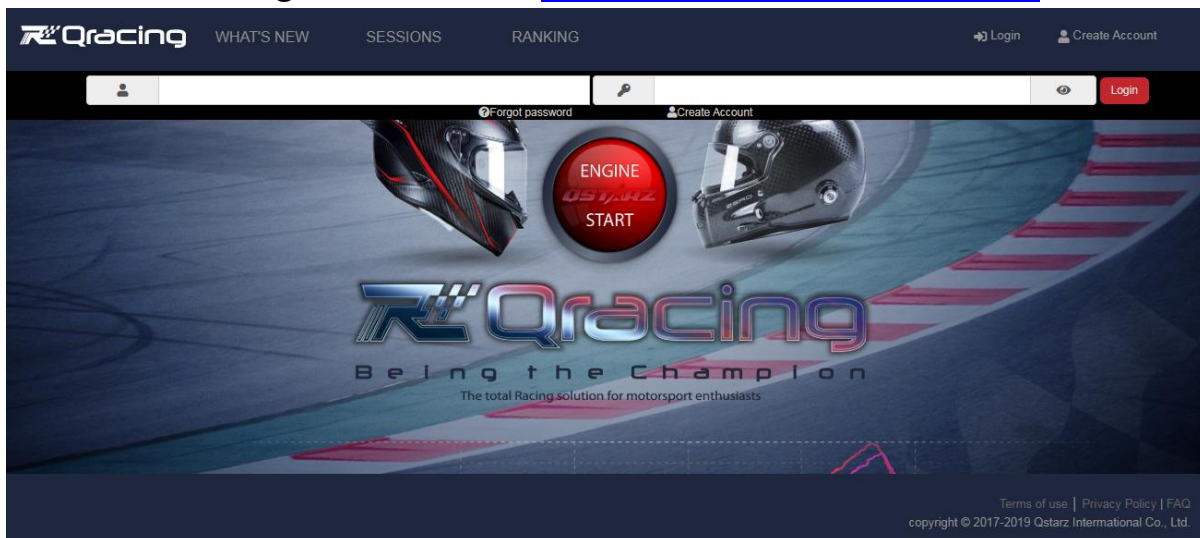 Qracing WHAT'S NEW SESSIONS RANKING Login Create Account
Login
Forgot password Create Account
ENGINE
QSTARZ
START
Qracing
Being the Champion
The total Racing solution for motorsport enthusiasts
Terms of use | Privacy Policy | FAQ
copyright © 2017-2019 Qstarz Intermational Co., Ltd.